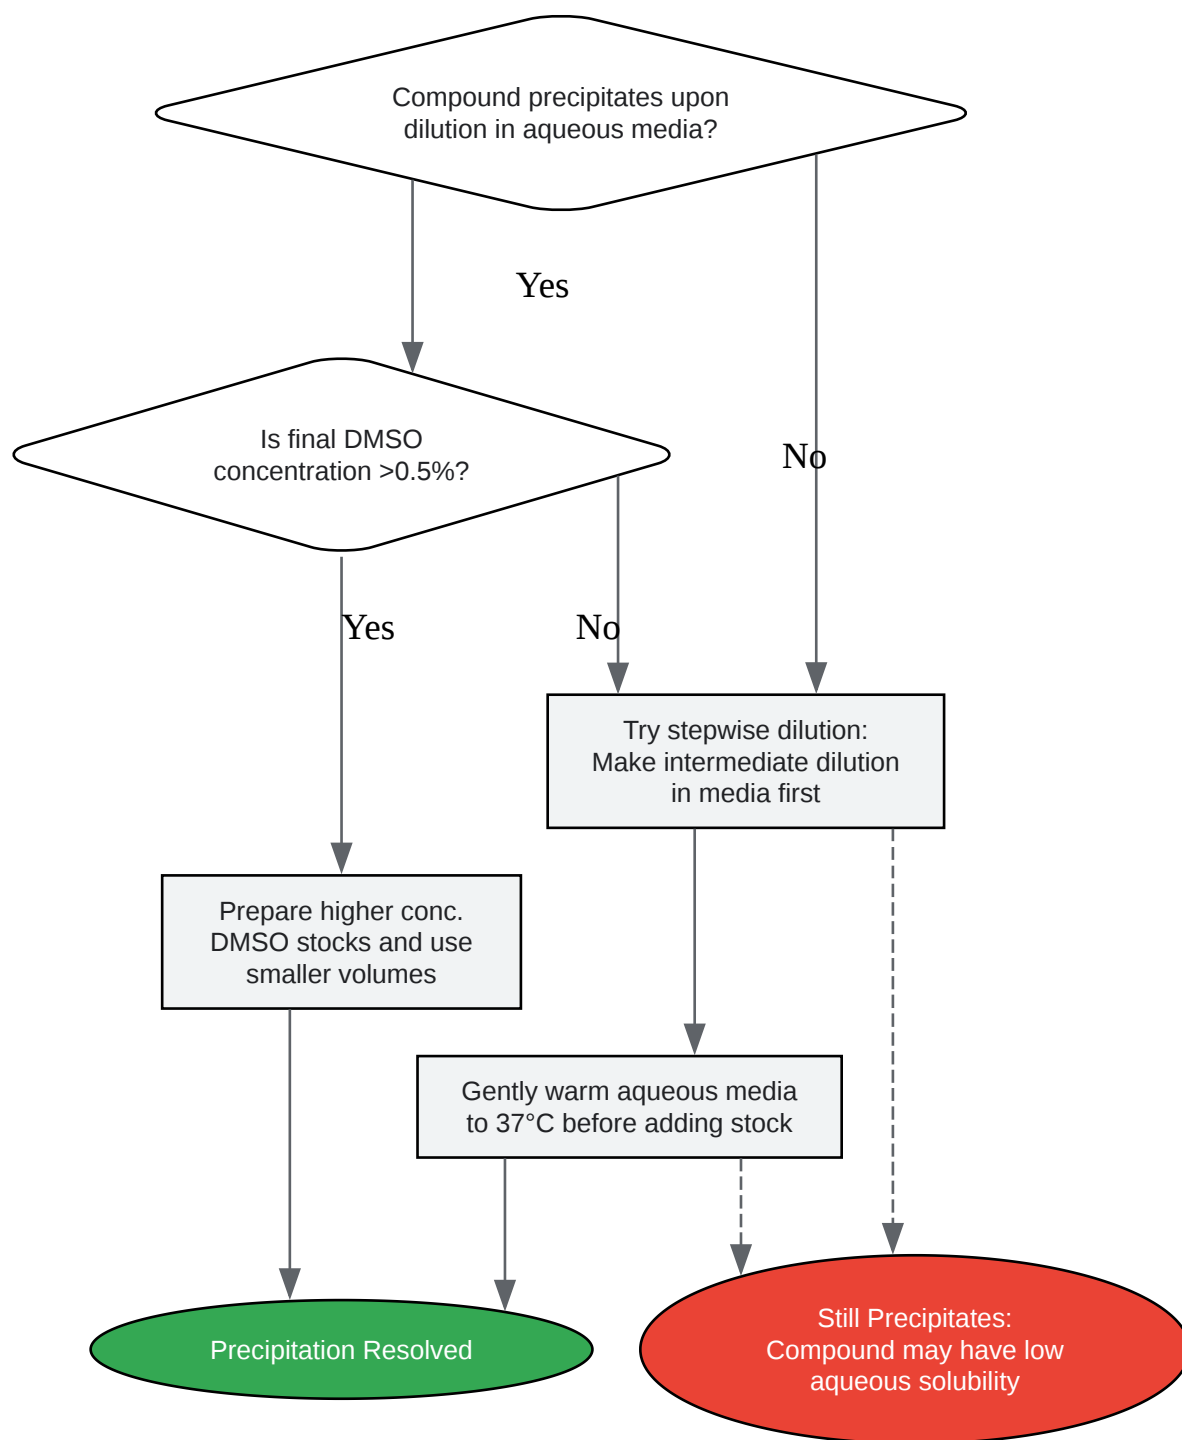 Compound precipitates upon
dilution in aqueous media?
Yes
Is final DMSO
concentration >0.5%?
No
Yes
No
Try stepwise dilution:
Make intermediate dilution
in media first
Prepare higher conc.
DMSO stocks and use
smaller volumes
Gently warm aqueous media
to 37°C before adding stock
Precipitation Resolved
Still Precipitates:
Compound may have low
aqueous solubility